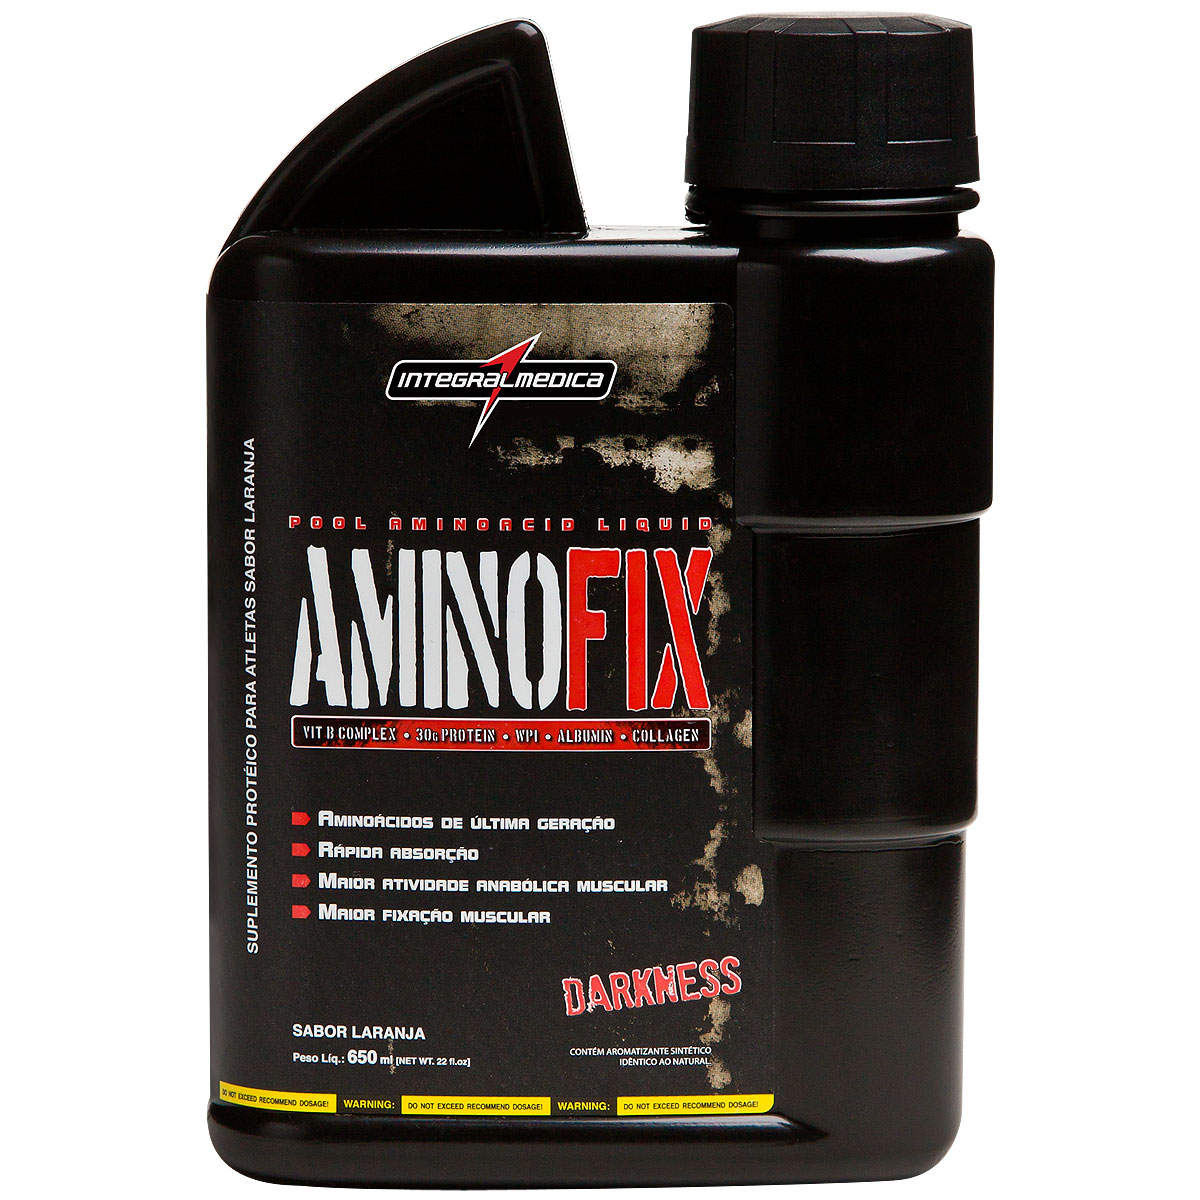 INTEGRALMEDICA
POOL AMINOACID LIQUID
AMINOFIX
VIT B COMPLEX • 30G PROTEIN • WPI • ALBUMIN • COLLAGEN
AMINOÁCIDOS DE ÚLTIMA GERAÇÃO
RÁPIDA ABSORÇÃO
MAIOR ATIVIDADE ANABÓLICA MUSCULAR
MAIOR FIXAÇÃO MUSCULAR
DARKNESS
SABOR LARANJA
Peso Líq.: 650 ml [NET WT. 22 fl.oz]
CONTÉM AROMATIZANTE SINTÉTICO
IDÊNTICO AO NATURAL.
DO NOT EXCEED RECOMMEND DOSAGE! WARNING: DO NOT EXCEED RECOMMEND DOSAGE! WARNING: DO NOT EXCEED RECOMMEND DOSAGE!
SUPLEMENTO PROTÉICO PARA ATLETAS SABOR LARANJA